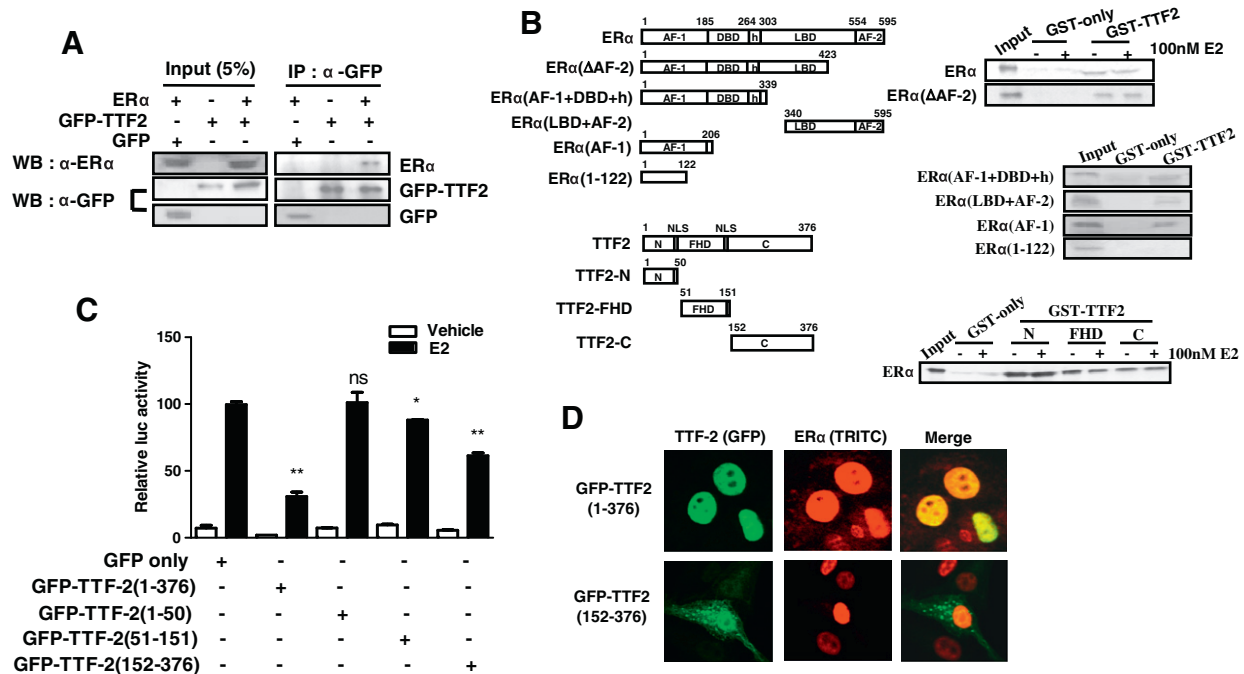 A
Input (5%) IP : α -GFP
ERα + - + + - +
GFP-TTF2 - + + - + +
GFP + - - + - -
WB : α-ERα ERα
WB : α-GFP GFP-TTF2
GFP
B
1 185 264 303 554 595
ERα AF-1 DBD h LBD AF-2
423
ERα(ΔAF-2) AF-1 DBD h LBD
1 339
ERα(AF-1+DBD+h) AF-1 DBD h
340 595
ERα(LBD+AF-2) LBD AF-2
1 206
ERα(AF-1) AF-1
1 122
ERα(1-122)
1 NLS NLS 376
TTF2 N FHD C
1 50
TTF2-N N
51 151
TTF2-FHD FHD
152 376
TTF2-C C
Input GST-only GST-TTF2
- + - + 100nM E2
ERα
ERα(ΔAF-2)
Input GST-only GST-TTF2
ERα(AF-1+DBD+h)
ERα(LBD+AF-2)
ERα(AF-1)
ERα(1-122)
GST-TTF2
Input GST-only N FHD C
- + - + - + - + 100nM E2
ERα
C
Vehicle
E2
Relative luc activity
150
100
50
0
** ns * **
GFP only + - - - -
GFP-TTF-2(1-376) - + - - -
GFP-TTF-2(1-50) - - + - -
GFP-TTF-2(51-151) - - - + -
GFP-TTF-2(152-376) - - - - +
D
TTF-2 (GFP) ERα (TRITC) Merge
GFP-TTF2
(1-376)
GFP-TTF2
(152-376)